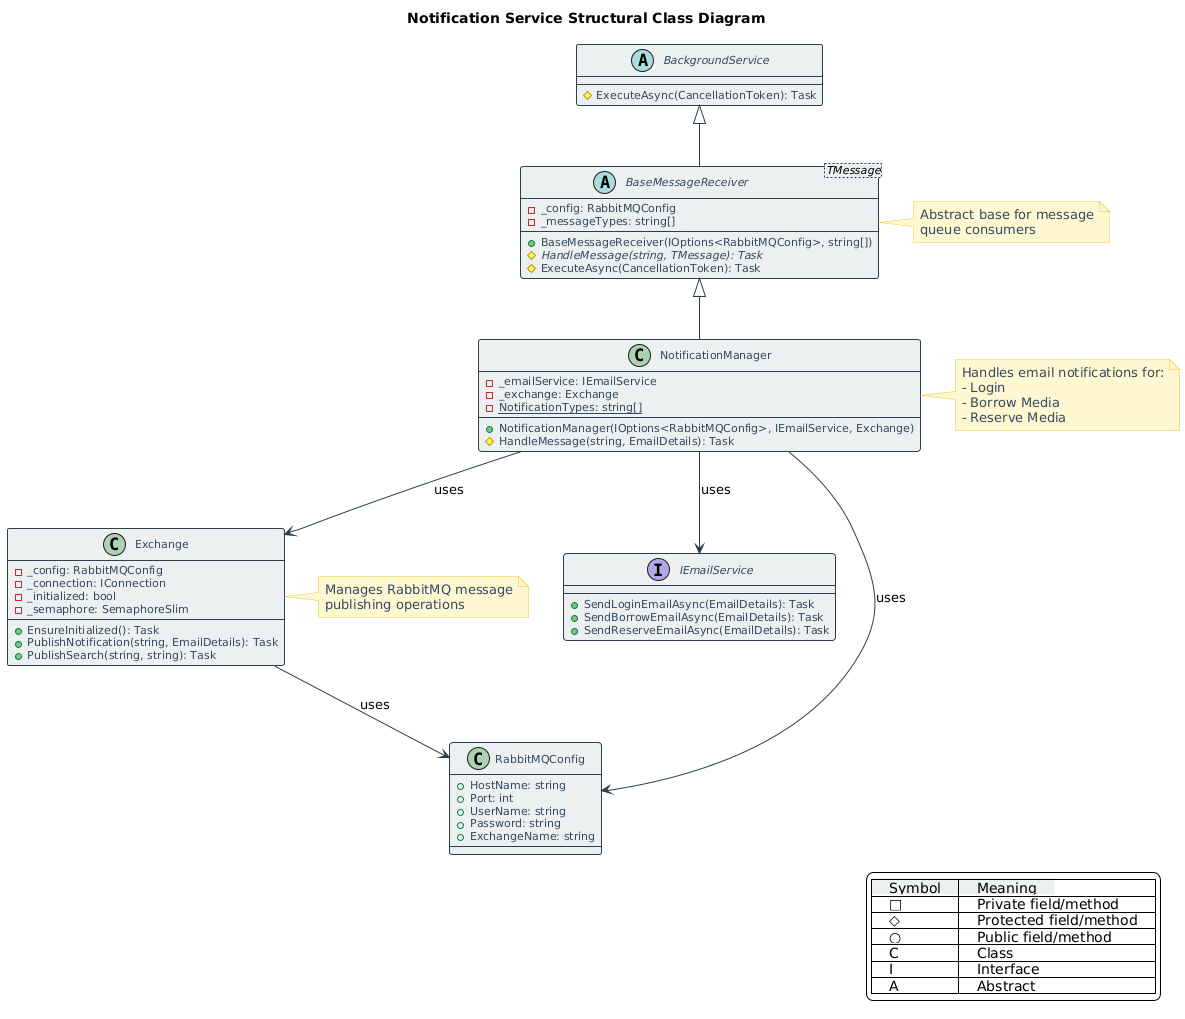 Notification Service Structural Class Diagram
A BackgroundService
ExecuteAsync(CancellationToken): Task
TMessage
A BaseMessageReceiver
_config: RabbitMQConfig
_messageTypes: string[]
BaseMessageReceiver(IOptions<RabbitMQConfig>, string[])
HandleMessage(string, TMessage): Task
ExecuteAsync(CancellationToken): Task
Abstract base for message
queue consumers
C NotificationManager
_emailService: IEmailService
_exchange: Exchange
NotificationTypes: string[]
NotificationManager(IOptions<RabbitMQConfig>, IEmailService, Exchange)
HandleMessage(string, EmailDetails): Task
Handles email notifications for:
- Login
- Borrow Media
- Reserve Media
uses
uses
uses
C Exchange
_config: RabbitMQConfig
_connection: IConnection
_initialized: bool
_semaphore: SemaphoreSlim
EnsureInitialized(): Task
PublishNotification(string, EmailDetails): Task
PublishSearch(string, string): Task
Manages RabbitMQ message
publishing operations
I IEmailService
SendLoginEmailAsync(EmailDetails): Task
SendBorrowEmailAsync(EmailDetails): Task
SendReserveEmailAsync(EmailDetails): Task
uses
C RabbitMQConfig
HostName: string
Port: int
UserName: string
Password: string
ExchangeName: string
Symbol Meaning
□ Private field/method
◇ Protected field/method
○ Public field/method
C Class
I Interface
A Abstract